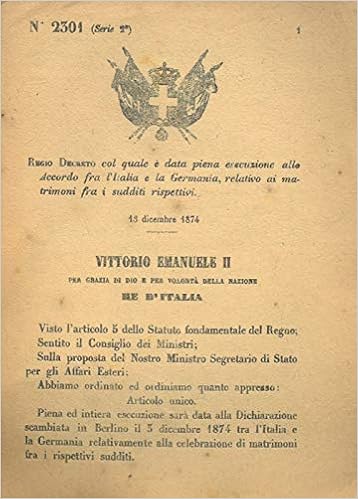 N° 2301 (Serie 2ª) 1
REGIO DECRETO col quale è data piena esecuzione allo
Accordo fra l'Italia e la Germania, relativo ai ma-
trimoni fra i sudditi rispettivi.
13 dicembre 1874
VITTORIO EMANUELE II
PER GRAZIA DI DIO E PER VOLONTÀ DELLA NAZIONE
RE D'ITALIA
Visto l'articolo 5 dello Statuto fondamentale del Regno;
Sentito il Consiglio dei Ministri;
Sulla proposta del Nostro Ministro Segretario di Stato
per gli Affari Esteri;
Abbiamo ordinato ed ordiniamo quanto appresso:
Articolo unico.
Piena ed intiera esecuzione sarà data alla Dichiarazione
scambiata in Berlino il 3 dicembre 1874 tra l'Italia e
la Germania relativamente alla celebrazione di matrimoni
fra i rispettivi sudditi.